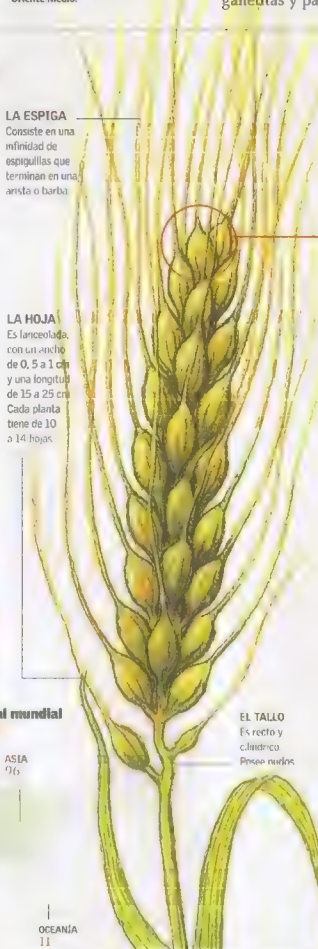 Oriente Medio.
galletitas y pa
LA ESPIGA
Consiste en una
infinidad de
espiguillas que
terminan en una
arista o barba.
LA HOJA
Es lanceolada,
con un ancho
de 0, 5 a 1 cm
y una longitud
de 15 a 25 cm
Cada planta
tiene de 10
a 14 hojas
al mundial
ASIA
96
EL TALLO
Es recto y
cilíndrico
Posee nudos
OCEANÍA
11